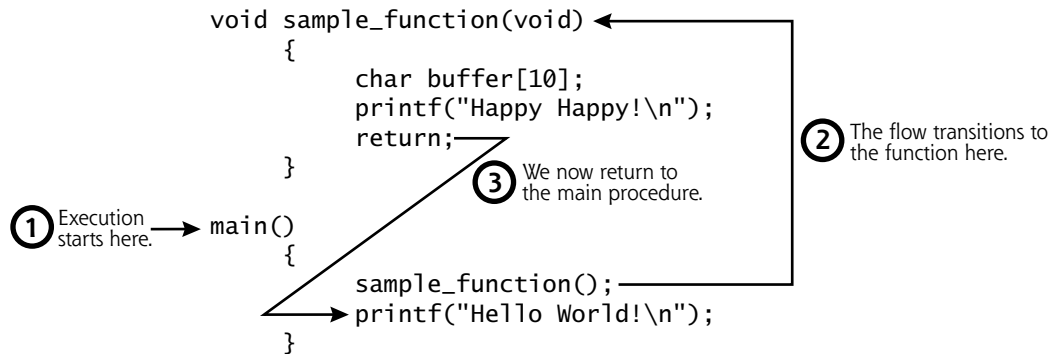 void sample_function(void)
{
char buffer[10];
printf("Happy Happy!\n");
return;
}
2 The flow transitions to
the function here.
3 We now return to
the main procedure.
1 Execution
starts here.
main()
{
sample_function();
printf("Hello World!\n");
}